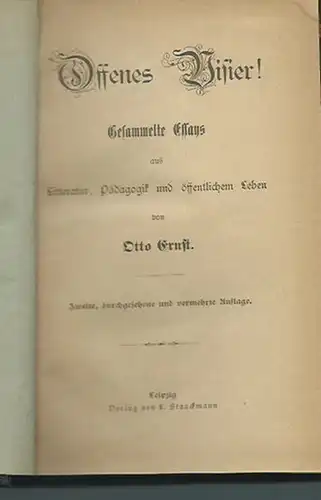 Offenes Visier!
Gesammelte Essays
aus
Litteratur, Pädagogik und öffentlichem Leben
von
Otto Ernst.
Zweite, durchgesehene und vermehrte Auflage.
Leipzig
Verlag von L. Staackmann